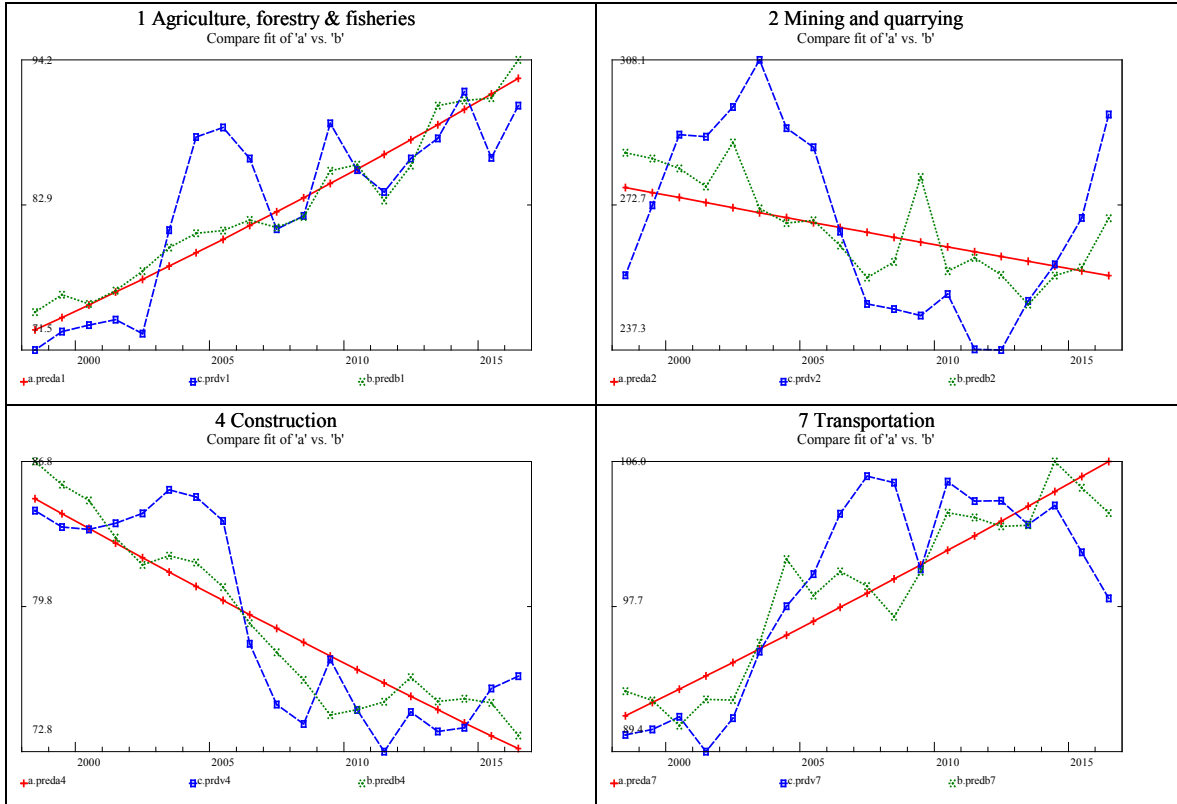 1 Agriculture, forestry & fisheries
Compare fit of 'a' vs. 'b'
94.2
82.9
71.5
2000 2005 2010 2015
a.preda1 c.prdv1 b.predb1
2 Mining and quarrying
Compare fit of 'a' vs. 'b'
308.1
272.7
237.3
2000 2005 2010 2015
a.preda2 c.prdv2 b.predb2
4 Construction
Compare fit of 'a' vs. 'b'
86.8
79.8
72.8
2000 2005 2010 2015
a.preda4 c.prdv4 b.predb4
7 Transportation
Compare fit of 'a' vs. 'b'
106.0
97.7
89.4
2000 2005 2010 2015
a.preda7 c.prdv7 b.predb7